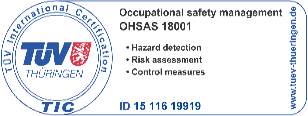 TÜV International Certification
TÜV
THÜRINGEN
TIC
Occupational safety management
OHSAS 18001
• Hazard detection
• Risk assessment
• Control measures
ID 15 116 19919
www.tuev-thueringen.de